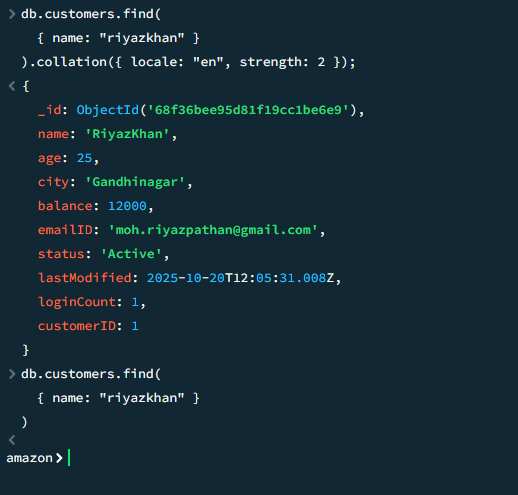 > db.customers.find(
{ name: "riyazkhan" }
).collation({ locale: "en", strength: 2 });
< {
_id: ObjectId('68f36bee95d81f19cc1be6e9'),
name: 'RiyazKhan',
age: 25,
city: 'Gandhinagar',
balance: 12000,
emailID: 'moh.riyazpathan@gmail.com',
status: 'Active',
lastModified: 2025-10-20T12:05:31.008Z,
loginCount: 1,
customerID: 1
}
> db.customers.find(
{ name: "riyazkhan" }
)
<
amazon>